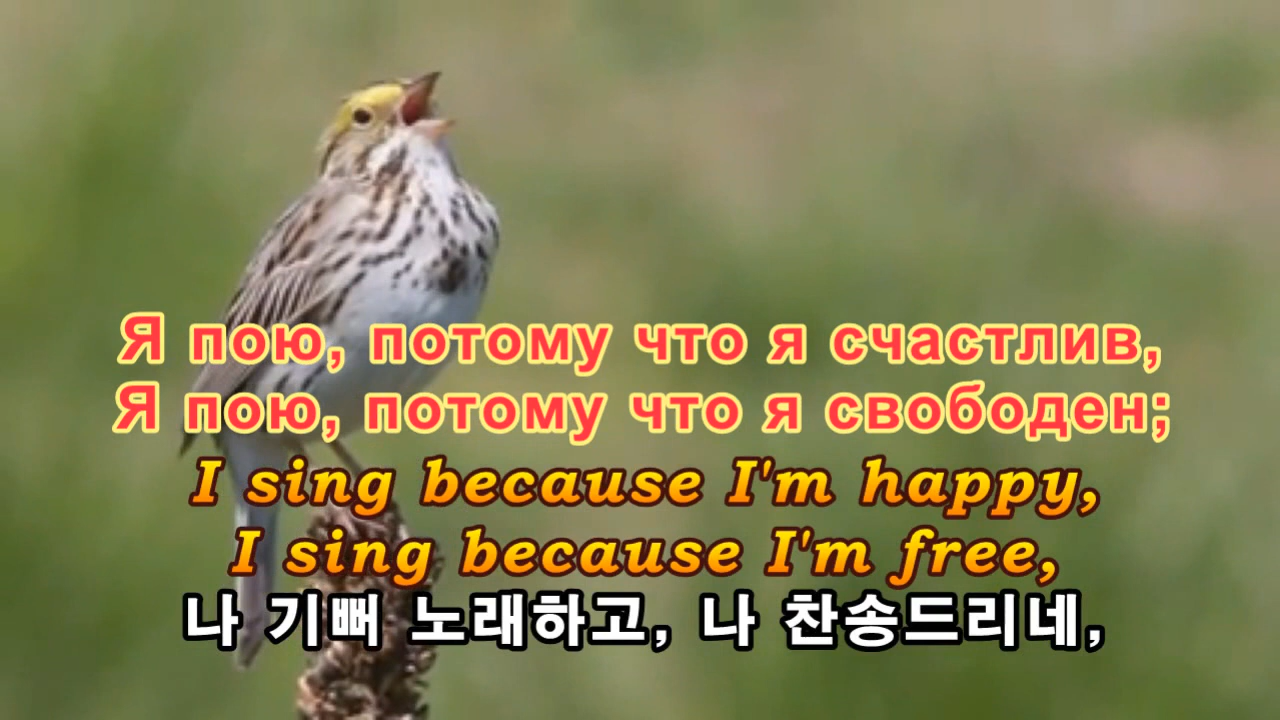 Я пою, потому что я счастлив,
Я пою, потому что я свободен;
I sing because I'm happy,
I sing because I'm free,
나 기뻐 노래하고, 나 찬송드리네,